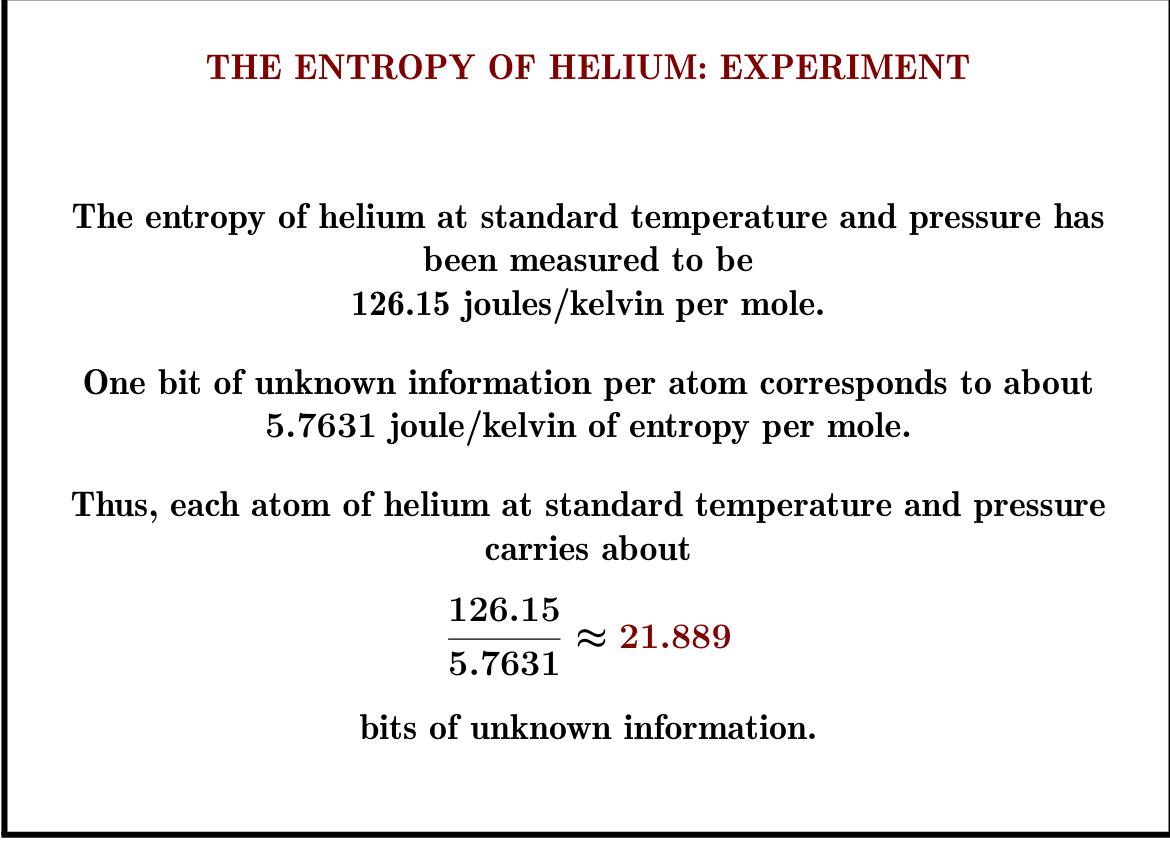 THE ENTROPY OF HELIUM: EXPERIMENT
The entropy of helium at standard temperature and pressure has
been measured to be
126.15 joules/kelvin per mole.
One bit of unknown information per atom corresponds to about
5.7631 joule/kelvin of entropy per mole.
Thus, each atom of helium at standard temperature and pressure
carries about
126.15
5.7631
≈ 21.889
bits of unknown information.